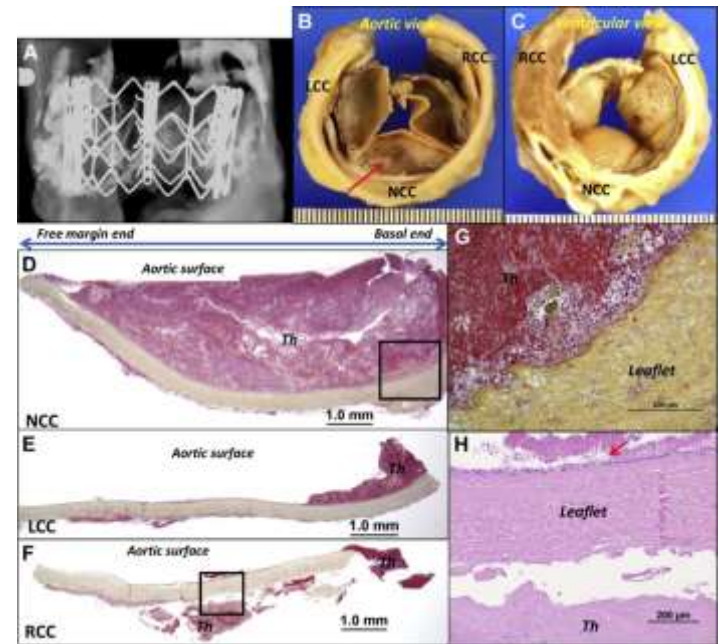 A
B
Aortic view
LCC
RCC
NCC
C
Ventricular view
RCC
LCC
NCC
Free margin end
Basal end
D
Aortic surface
Th
NCC
1.0 mm
E
Aortic surface
Th
LCC
1.0 mm
F
Aortic surface
Th
Th
RCC
1.0 mm
G
Th
Leaflet
H
Leaflet
Th
200 µm